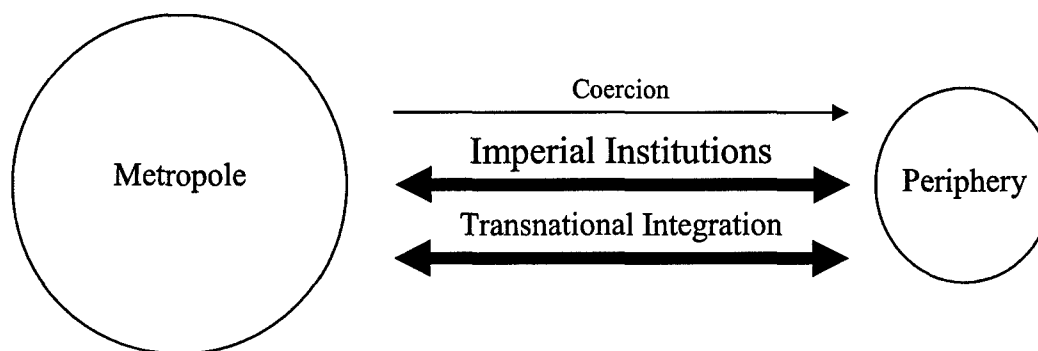 Coercion
Imperial Institutions
Metropole
Periphery
Transnational Integration